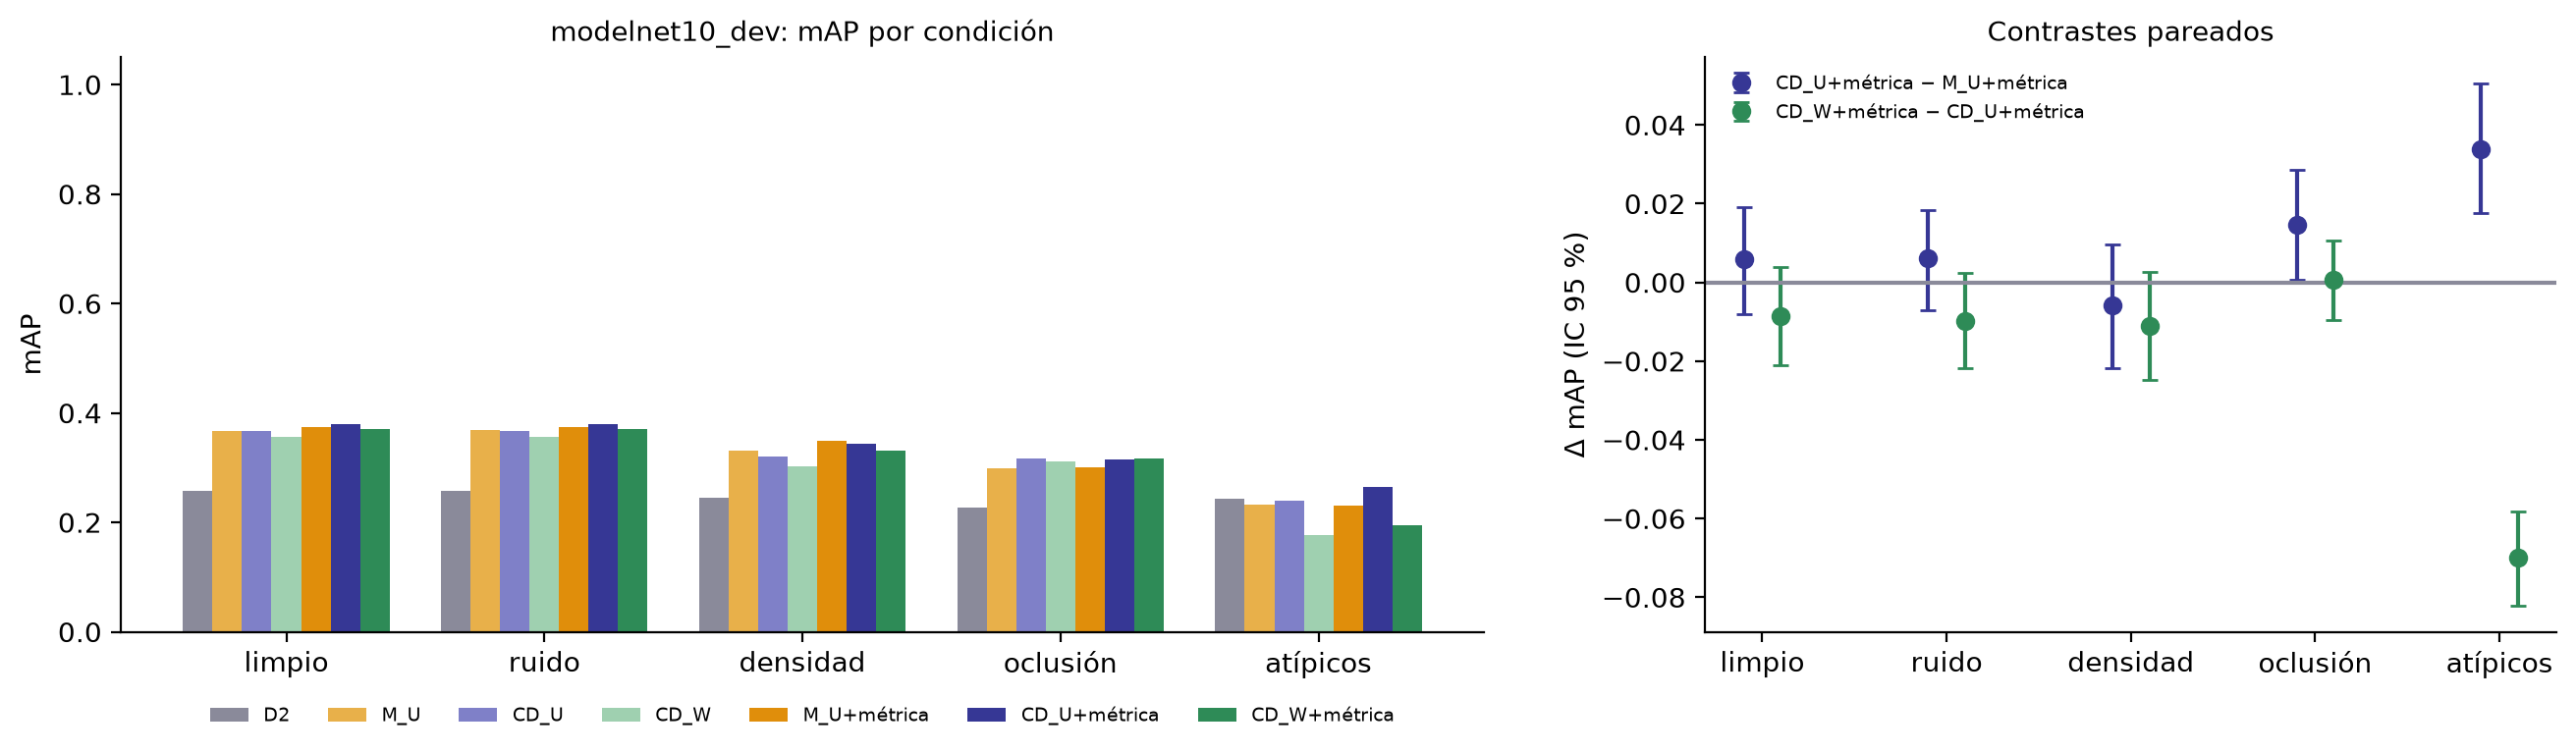 modelnet10_dev: mAP por condición
mAP
1.0
0.8
0.6
0.4
0.2
0.0
limpio
ruido
densidad
oclusión
atípicos
D2
M_U
CD_U
CD_W
M_U+métrica
CD_U+métrica
CD_W+métrica
Contrastes pareados
CD_U+métrica − M_U+métrica
CD_W+métrica − CD_U+métrica
Δ mAP (IC 95 %)
0.04
0.02
0.00
−0.02
−0.04
−0.06
−0.08
limpio
ruido
densidad
oclusión
atípicos